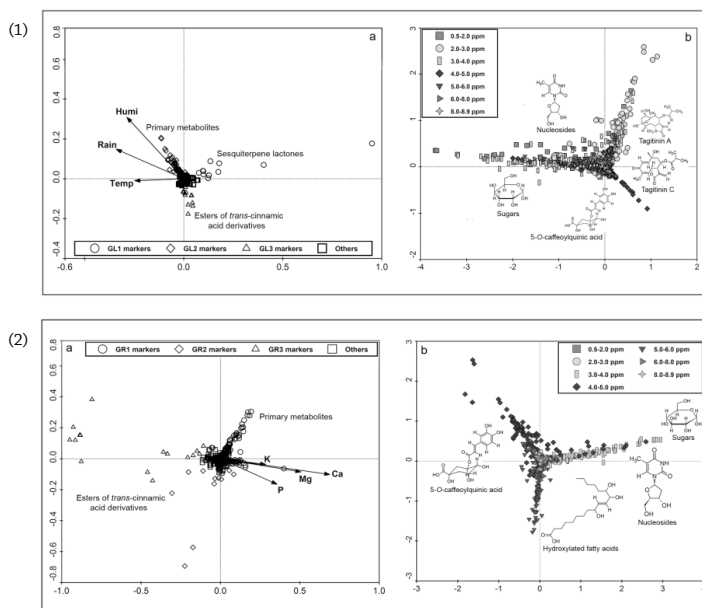 (1)
a
0.8
0.6
0.4
0.2
0.0
-0.2
-0.4
-0.6
0.0
0.5
1.0
Humi
Rain
Temp
Primary metabolites
Sesquiterpene lactones
Esters of trans-cinnamic
acid derivatives
GL1 markers
GL2 markers
GL3 markers
Others
b
0.5-2.0 ppm
2.0-3.0 ppm
3.0-4.0 ppm
4.0-5.0 ppm
5.0-6.0 ppm
6.0-8.0 ppm
8.0-8.9 ppm
3
2
1
0
-1
-2
-4
-3
-2
-1
0
1
2
Nucleosides
Tagitinin A
Tagitinin C
Sugars
5-O-caffeoylquinic acid
(2)
a
GR1 markers
GR2 markers
GR3 markers
Others
0.8
0.6
0.4
0.2
0.0
-0.2
-0.4
-0.6
-0.8
-1.0
-0.5
0.0
0.5
1.0
Primary metabolites
K
Mg
Ca
P
Esters of trans-cinnamic
acid derivatives
b
0.5-2.0 ppm
2.0-3.0 ppm
3.0-4.0 ppm
4.0-5.0 ppm
5.0-6.0 ppm
6.0-8.0 ppm
8.0-8.9 ppm
3
2
1
0
-1
-2
-3
-3
-2
-1
0
1
2
3
4
Sugars
Nucleosides
5-O-caffeoylquinic acid
Hydroxylated fatty acids